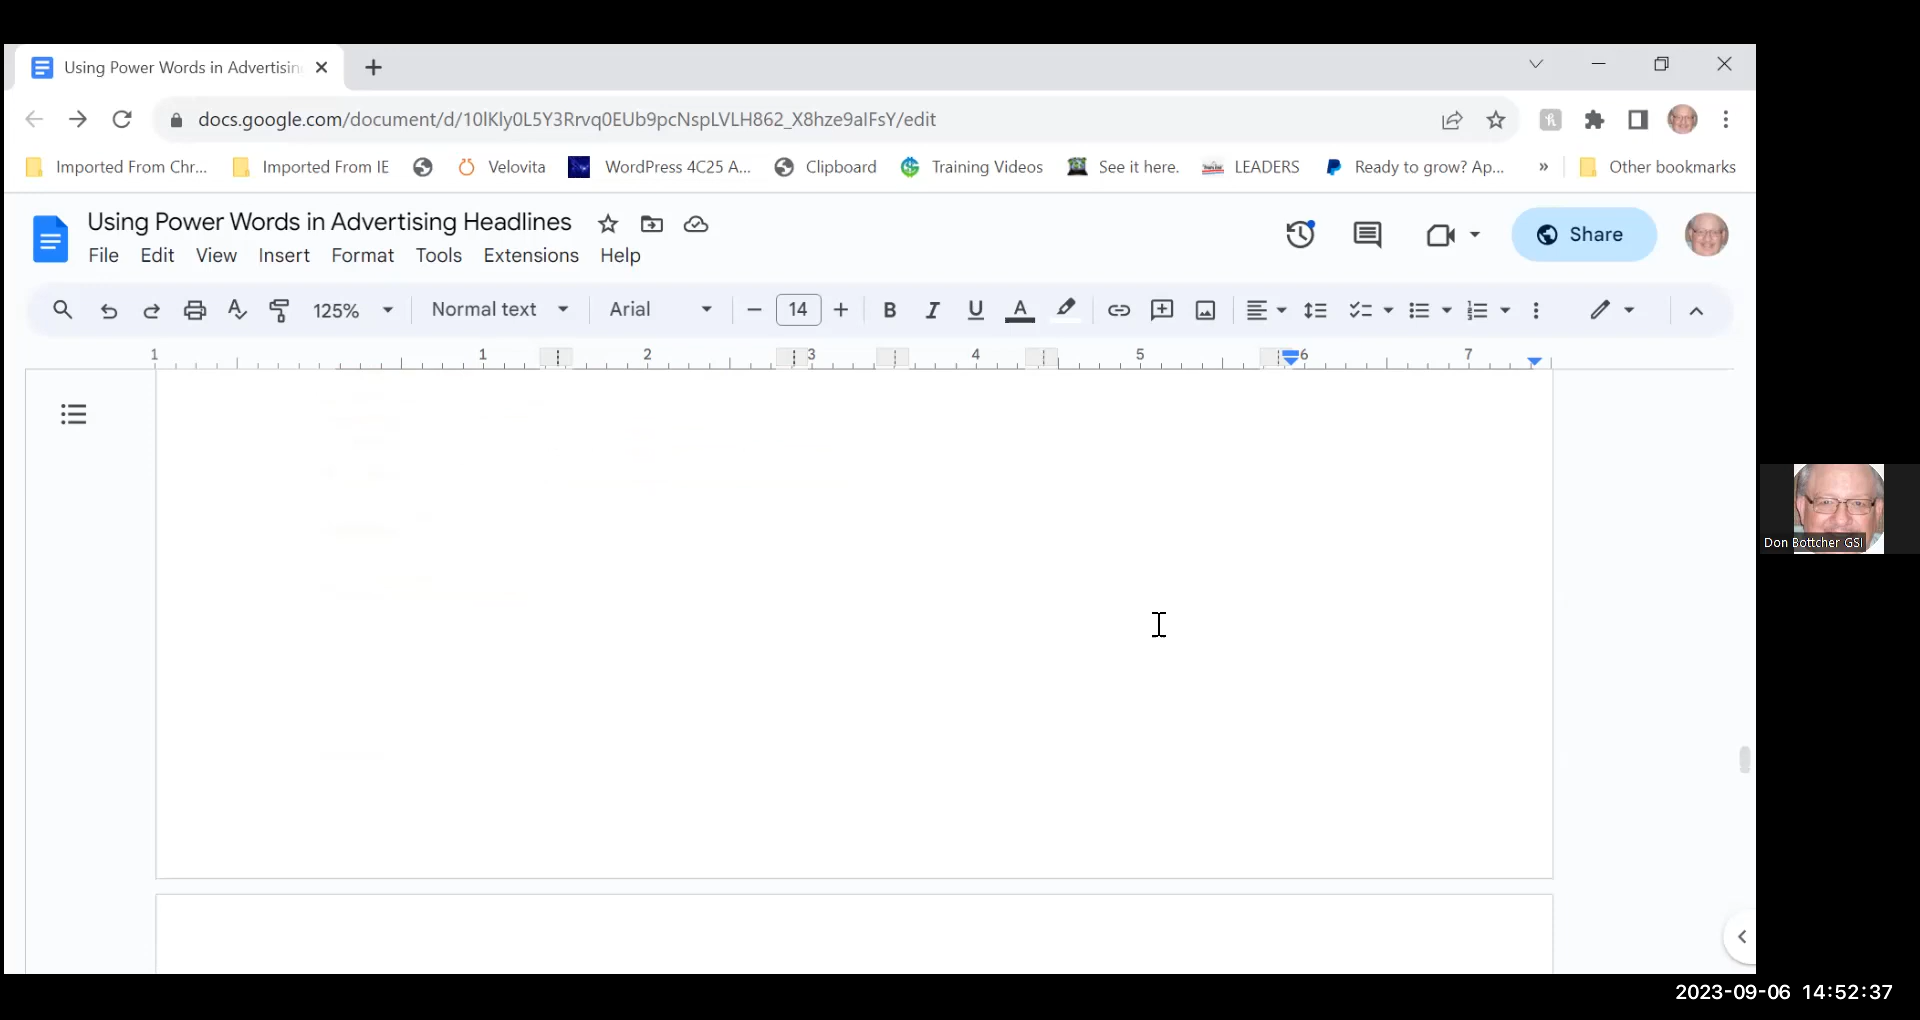 Using Power Words in Advertisin
docs.google.com/document/d/10lKly0L5Y3Rrvq0EUb9pcNspLVLH862_X8hze9alFsY/edit
Imported From Chr... Imported From IE Velovita WordPress 4C25 A... Clipboard Training Videos See it here. LEADERS Ready to grow? Ap... » Other bookmarks
Using Power Words in Advertising Headlines
Share
File Edit View Insert Format Tools Extensions Help
125% Normal text Arial 14 B I U A
1 1 2 3 4 5 6 7
Don Bottcher GSI
2023-09-06 14:52:37